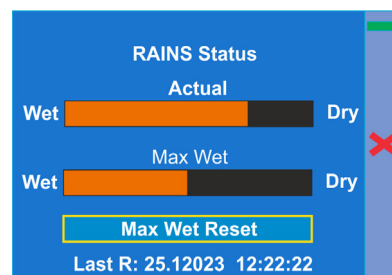 RAINS Status
Actual
Wet Dry
Max Wet
Wet Dry
Max Wet Reset
Last R: 25.12023 12:22:22